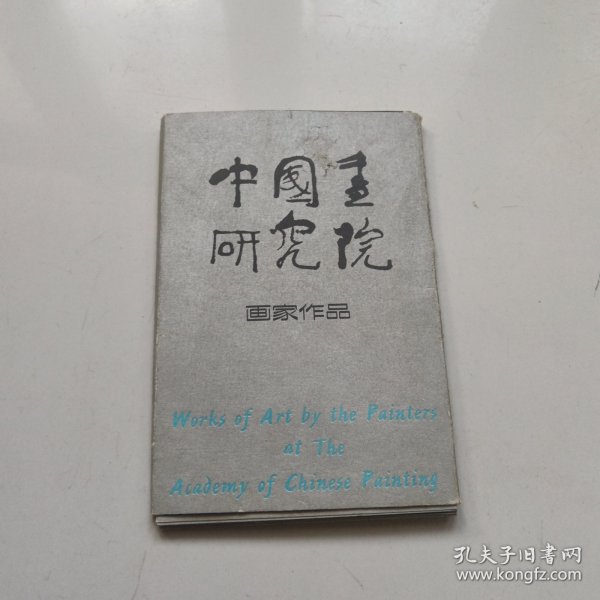 中國画
研究院
画家作品
Works of Art by the Painters
at The
Academy of Chinese Painting
孔夫子旧书网
www.kongfz.com